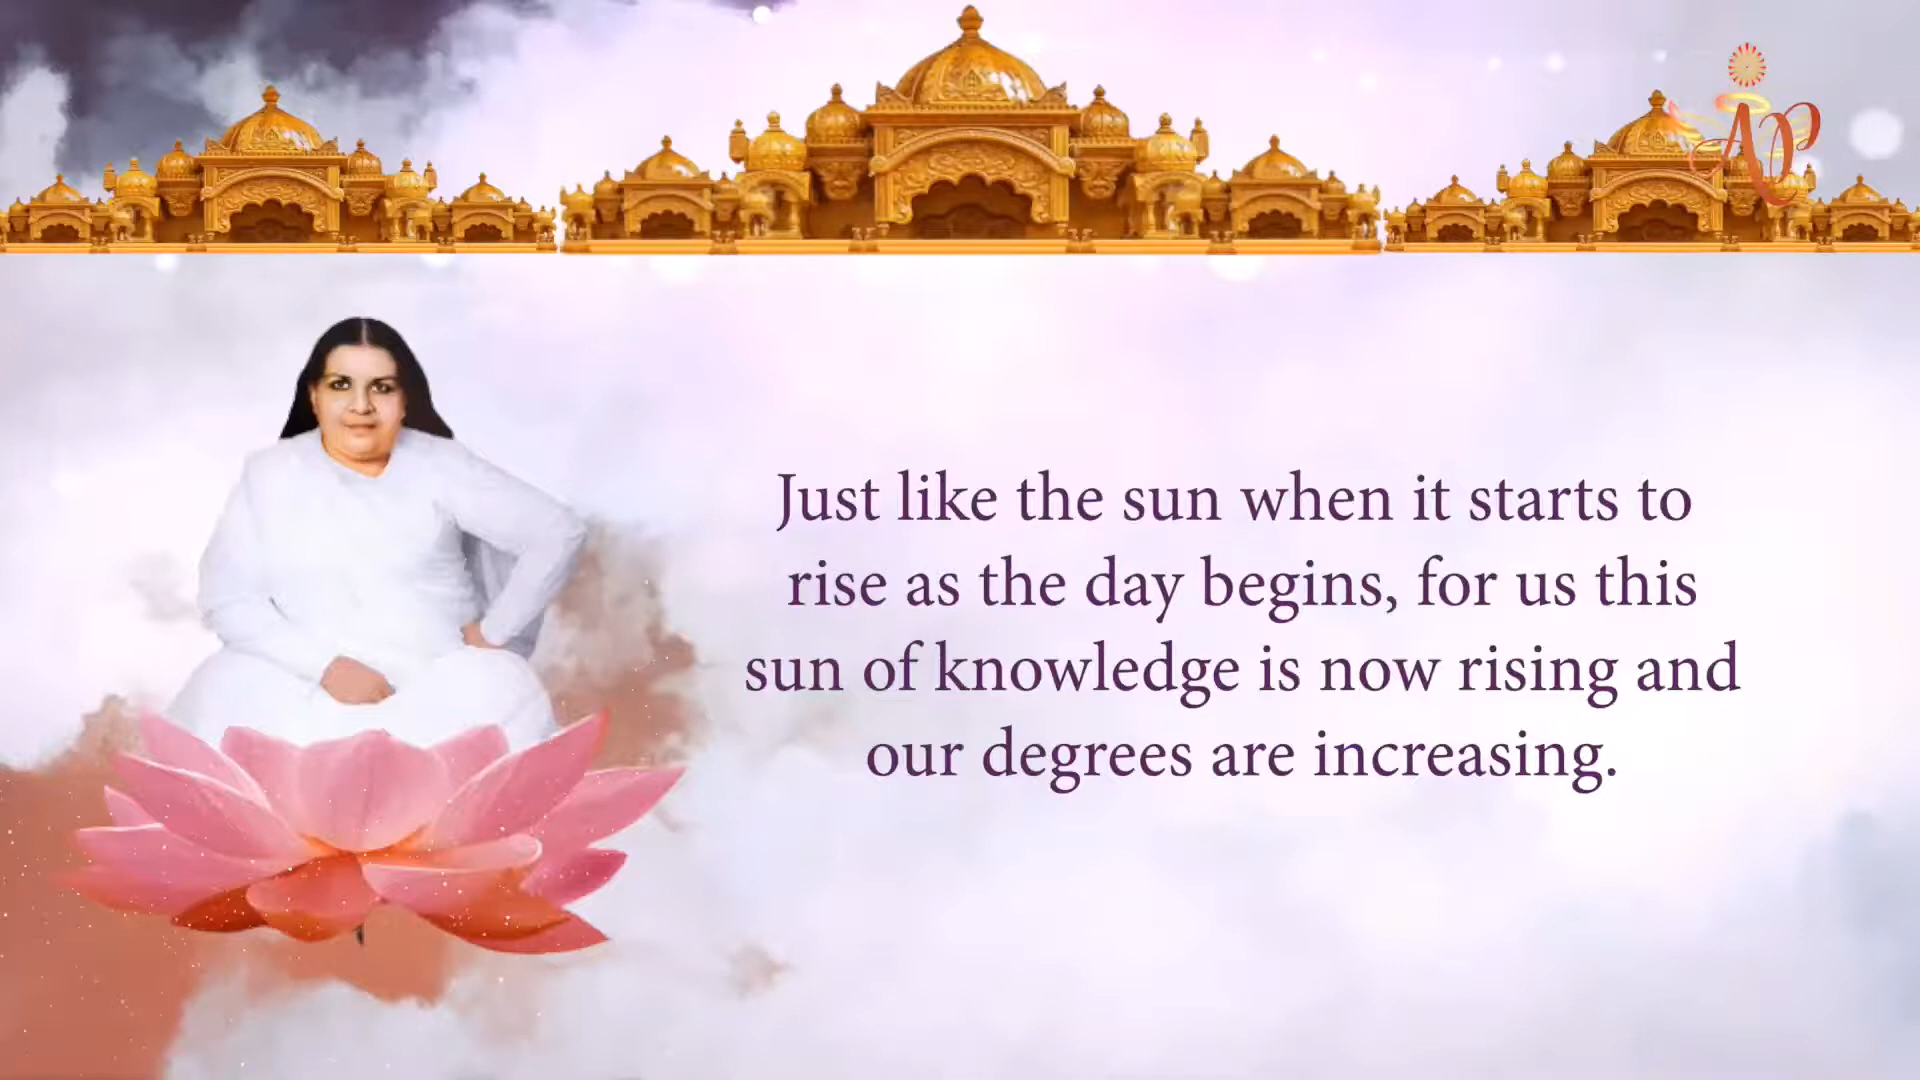 AP
Just like the sun when it starts to
rise as the day begins, for us this
sun of knowledge is now rising and
our degrees are increasing.